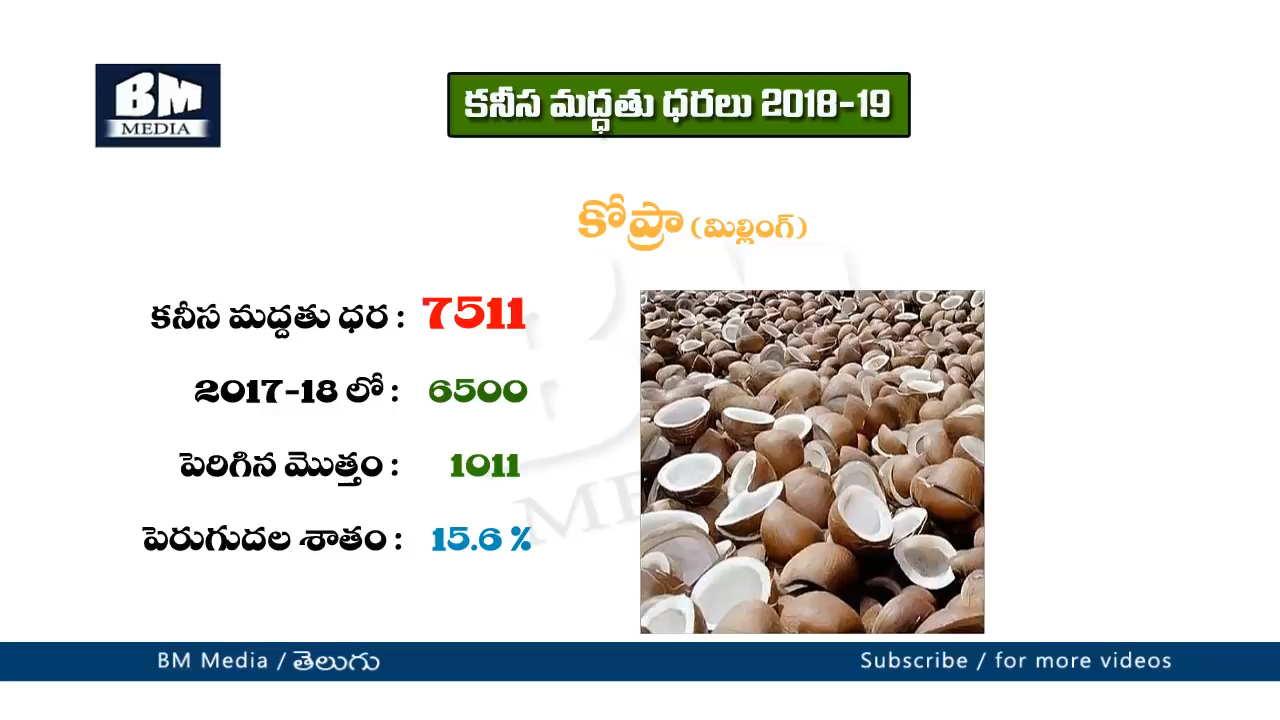 BM
MEDIA
కనీస మద్ధతు ధరలు 2018-19
కోప్రా (మిల్లింగ్)
కనీస మద్దతు ధర : 7511
2017-18 లో : 6500
పెరిగిన మొత్తం : 1011
పెరుగుదల శాతం : 15.6 %
BM Media / తెలుగు
Subscribe / for more videos